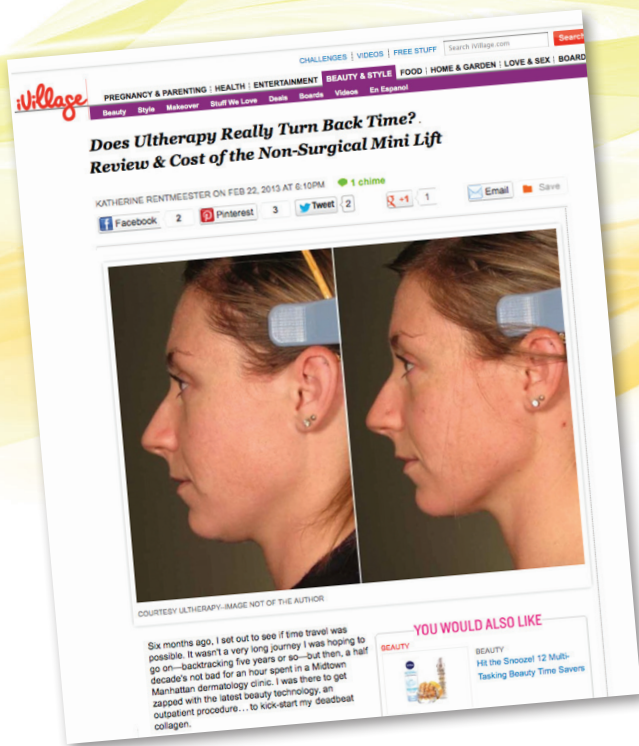 CHALLENGES | VIDEOS | FREE STUFF Search iVillage.com Search
iVillage
PREGNANCY & PARENTING HEALTH ENTERTAINMENT BEAUTY & STYLE FOOD HOME & GARDEN LOVE & SEX BOARD
Beauty Style Makeover Stuff We Love Deals Boards Videos En Espanol
Does Ultherapy Really Turn Back Time?
Review & Cost of the Non-Surgical Mini Lift
KATHERINE RENTMEESTER ON FEB 22, 2013 AT 6:10PM 1 chime
Facebook 2 Pinterest 3 Tweet 2 +1 1 Email Save
COURTESY ULTHERAPY–IMAGE NOT OF THE AUTHOR
Six months ago, I set out to see if time travel was
possible. It wasn't a very long journey I was hoping to
go on—backtracking five years or so—but then, a half
decade's not bad for an hour spent in a Midtown
Manhattan dermatology clinic. I was there to get
zapped with the latest beauty technology, an
outpatient procedure… to kick-start my deadbeat
collagen.
YOU WOULD ALSO LIKE
BEAUTY
NIVEA
BEAUTY
Hit the Snooze! 12 Multi-
Tasking Beauty Time Savers